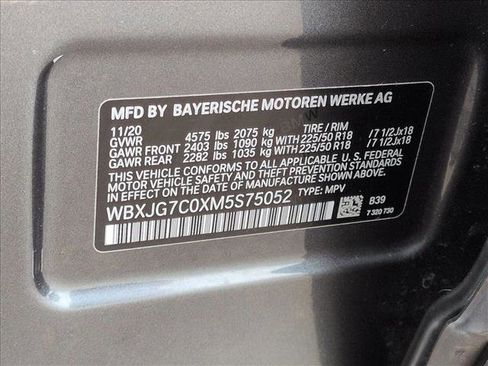 MFD BY BAYERISCHE MOTOREN WERKE AG
11/20 TIRE / RIM
GVWR 4575 lbs 2075 kg
GAWR FRONT 2403 lbs 1090 kg WITH 225/50 R18 / 7 1/2Jx18
GAWR REAR 2282 lbs 1035 kg WITH 225/50 R18 / 7 1/2Jx18
THIS VEHICLE CONFORMS TO ALL APPLICABLE U.S. FEDERAL
MOTOR VEHICLE SAFETY, BUMPER, AND THEFT PREVENTION
STANDARDS IN EFFECT ON THE DATE OF MANUFACTURE SHOWN
ABOVE.
WBXJG7C0XM5S75052 TYPE: MPV
B39
7 320 730